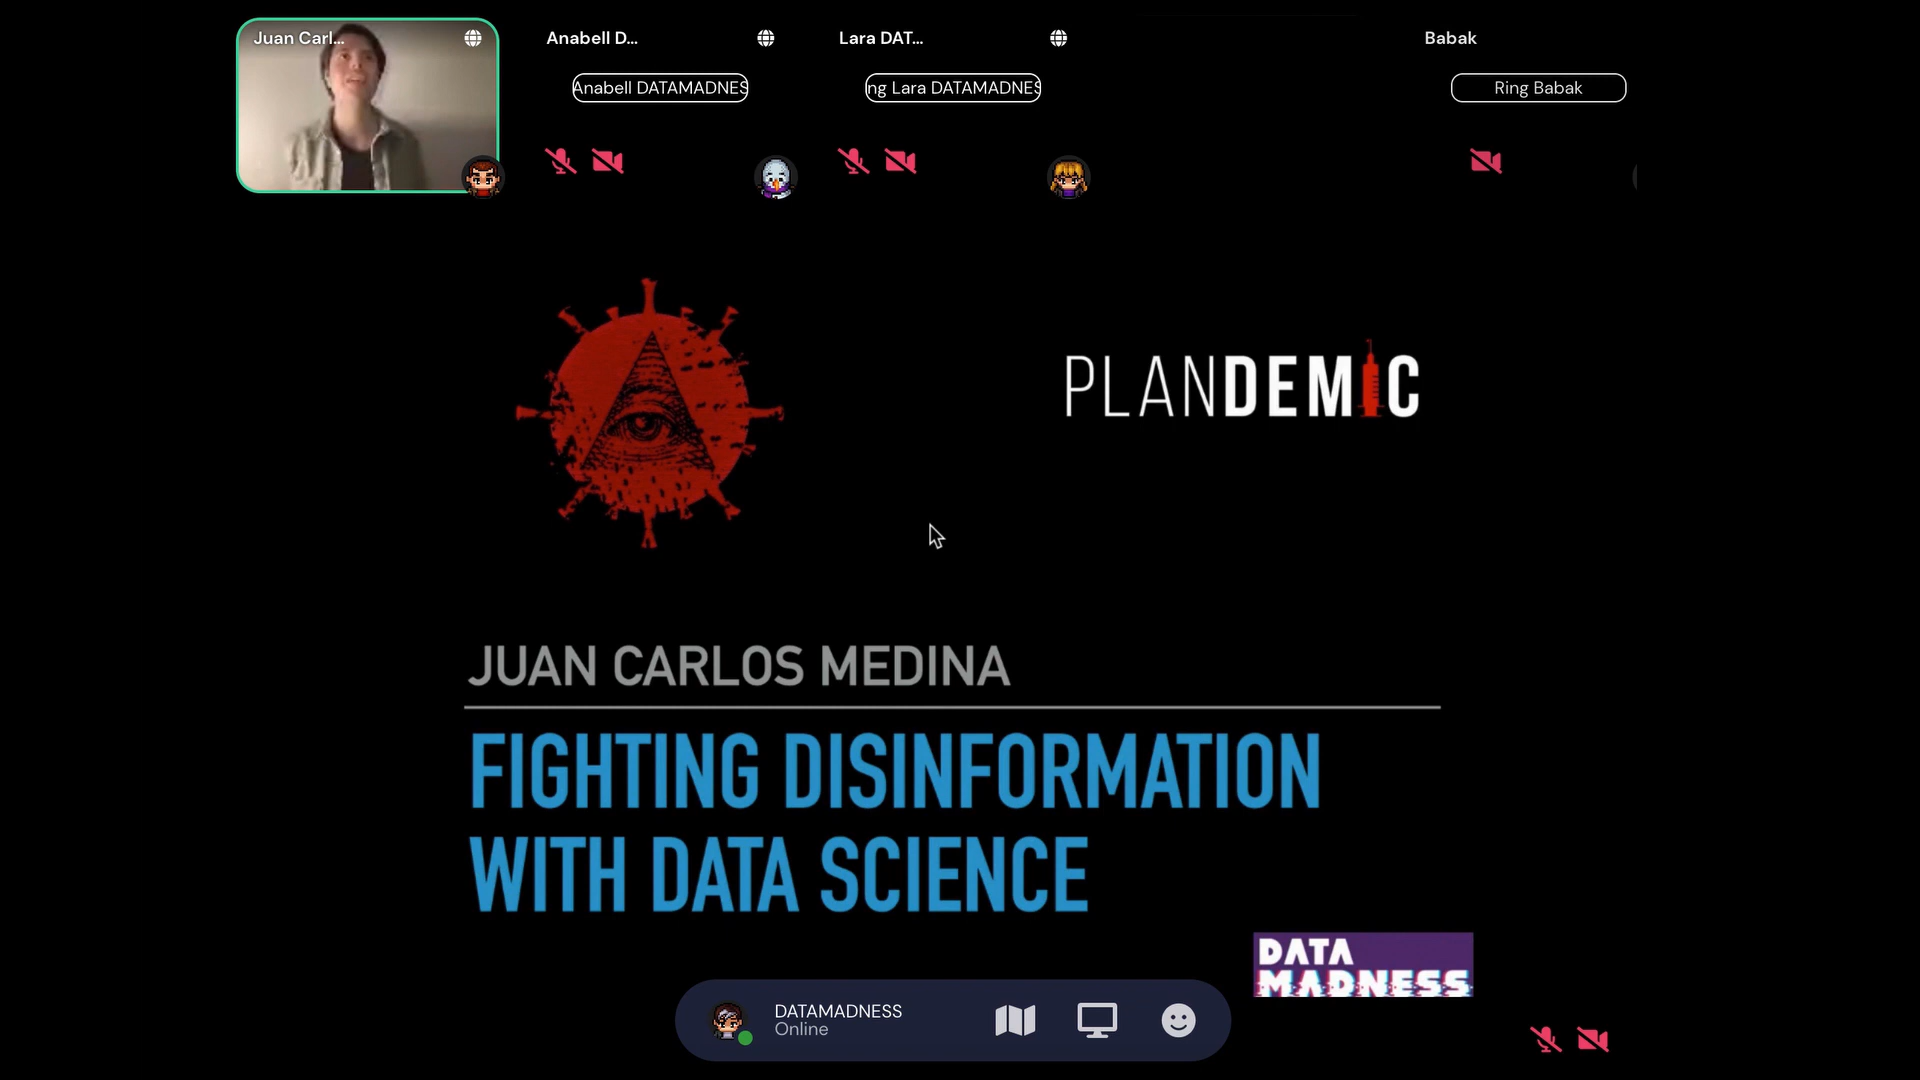 Juan Carl...
Anabell D...
Lara DAT...
Babak
Anabell DATAMADNES
ng Lara DATAMADNES
Ring Babak
PLANDEMIC
JUAN CARLOS MEDINA
FIGHTING DISINFORMATION
WITH DATA SCIENCE
DATA
MADNESS
DATAMADNESS
Online